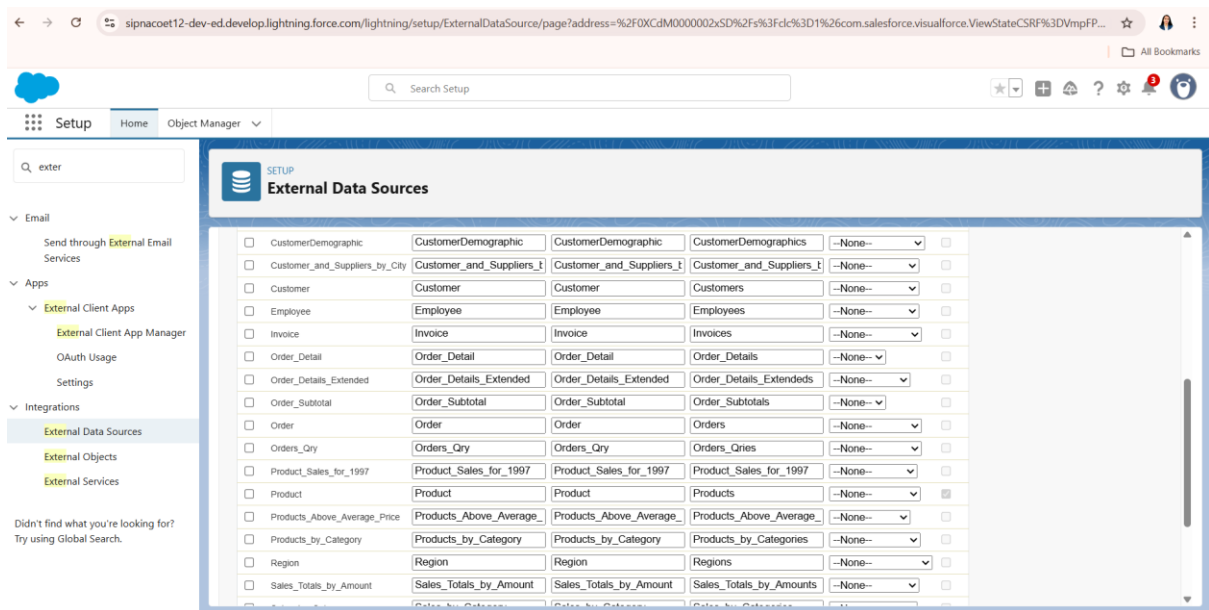 sipnacoet12-dev-ed.develop.lightning.force.com/lightning/setup/ExternalDataSource/page?address=%2F0XCdM0000002xSD%2Fs%3Fclc%3D1%26com.salesforce.visualforce.ViewStateCSRF%3DVmpFP...
All Bookmarks
Search Setup
3
Setup
Home
Object Manager
exter
Email
Send through External Email
Services
Apps
External Client Apps
External Client App Manager
OAuth Usage
Settings
Integrations
External Data Sources
External Objects
External Services
Didn't find what you're looking for?
Try using Global Search.
SETUP
External Data Sources
CustomerDemographic CustomerDemographic CustomerDemographic CustomerDemographics --None--
Customer_and_Suppliers_by_City Customer_and_Suppliers_b Customer_and_Suppliers_b Customer_and_Suppliers_b --None--
Customer Customer Customer Customers --None--
Employee Employee Employee Employees --None--
Invoice Invoice Invoice Invoices --None--
Order_Detail Order_Detail Order_Detail Order_Details --None--
Order_Details_Extended Order_Details_Extended Order_Details_Extended Order_Details_Extendeds --None--
Order_Subtotal Order_Subtotal Order_Subtotal Order_Subtotals --None--
Order Order Order Orders --None--
Orders_Qry Orders_Qry Orders_Qry Orders_Qries --None--
Product_Sales_for_1997 Product_Sales_for_1997 Product_Sales_for_1997 Product_Sales_for_1997 --None--
Product Product Product Products --None--
Products_Above_Average_Price Products_Above_Average_ Products_Above_Average_ Products_Above_Average_ --None--
Products_by_Category Products_by_Category Products_by_Category Products_by_Categories --None--
Region Region Region Regions --None--
Sales_Totals_by_Amount Sales_Totals_by_Amount Sales_Totals_by_Amount Sales_Totals_by_Amounts --None--